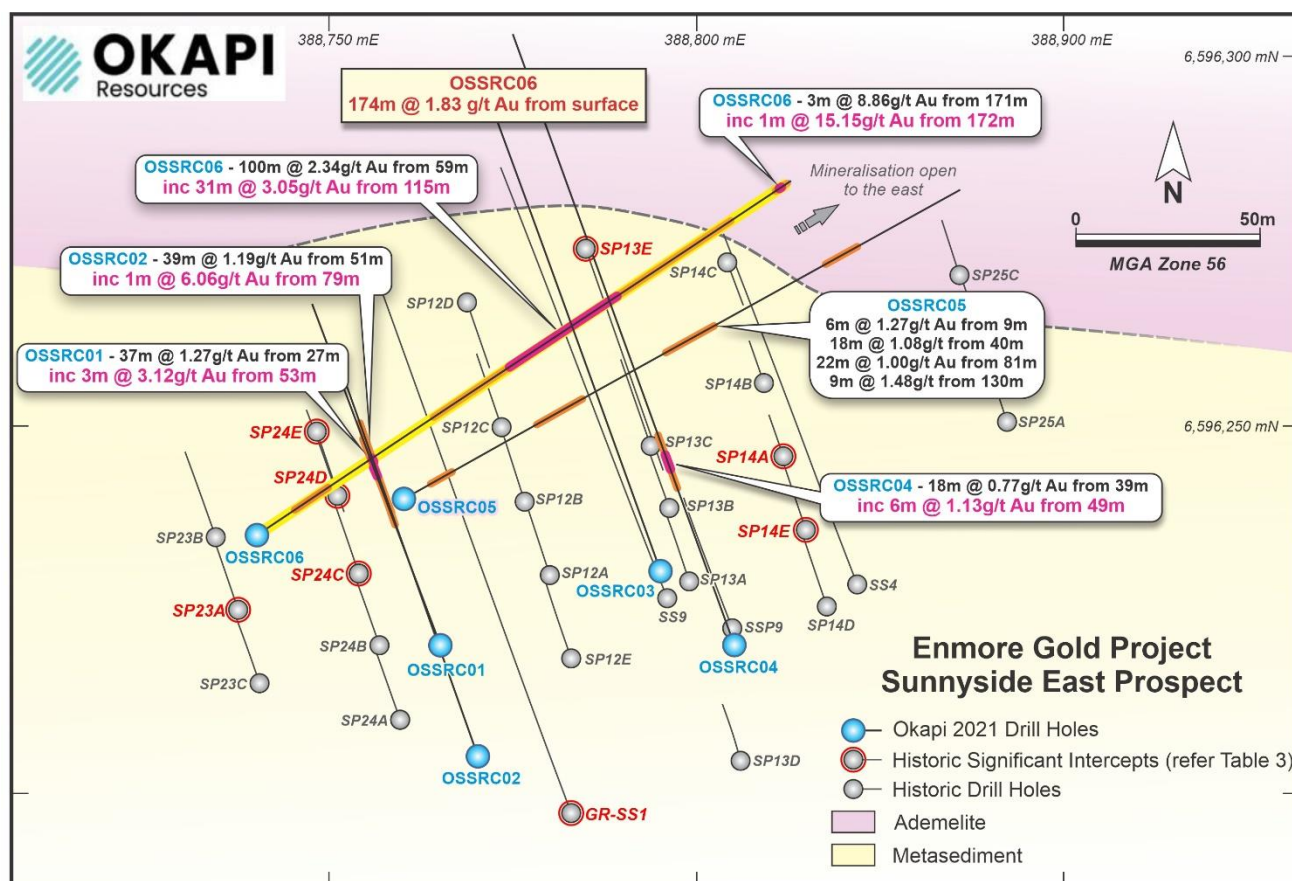 OKAPI
Resources
388,750 mE
388,800 mE
388,900 mE
6,596,300 mN
OSSRC06
174m @ 1.83 g/t Au from surface
OSSRC06 - 3m @ 8.86g/t Au from 171m
inc 1m @ 15.15g/t Au from 172m
OSSRC06 - 100m @ 2.34g/t Au from 59m
inc 31m @ 3.05g/t Au from 115m
Mineralisation open
to the east
N
0
50m
MGA Zone 56
OSSRC02 - 39m @ 1.19g/t Au from 51m
inc 1m @ 6.06g/t Au from 79m
SP13E
SP14C
SP25C
SP12D
OSSRC05
6m @ 1.27g/t Au from 9m
18m @ 1.08g/t from 40m
22m @ 1.00g/t Au from 81m
9m @ 1.48g/t from 130m
OSSRC01 - 37m @ 1.27g/t Au from 27m
inc 3m @ 3.12g/t Au from 53m
SP14B
SP25A
6,596,250 mN
SP24E
SP12C
SP13C
SP14A
SP24D
OSSRC05
SP12B
SP13B
OSSRC04 - 18m @ 0.77g/t Au from 39m
inc 6m @ 1.13g/t Au from 49m
SP14E
SP23B
OSSRC06
SP24C
SP12A
OSSRC03
SP13A
SS4
SP23A
SS9
SP14D
SSP9
SP24B
OSSRC01
SP12E
OSSRC04
SP23C
SP24A
OSSRC02
SP13D
GR-SS1
Enmore Gold Project
Sunnyside East Prospect
Okapi 2021 Drill Holes
Historic Significant Intercepts (refer Table 3)
Historic Drill Holes
Ademelite
Metasediment